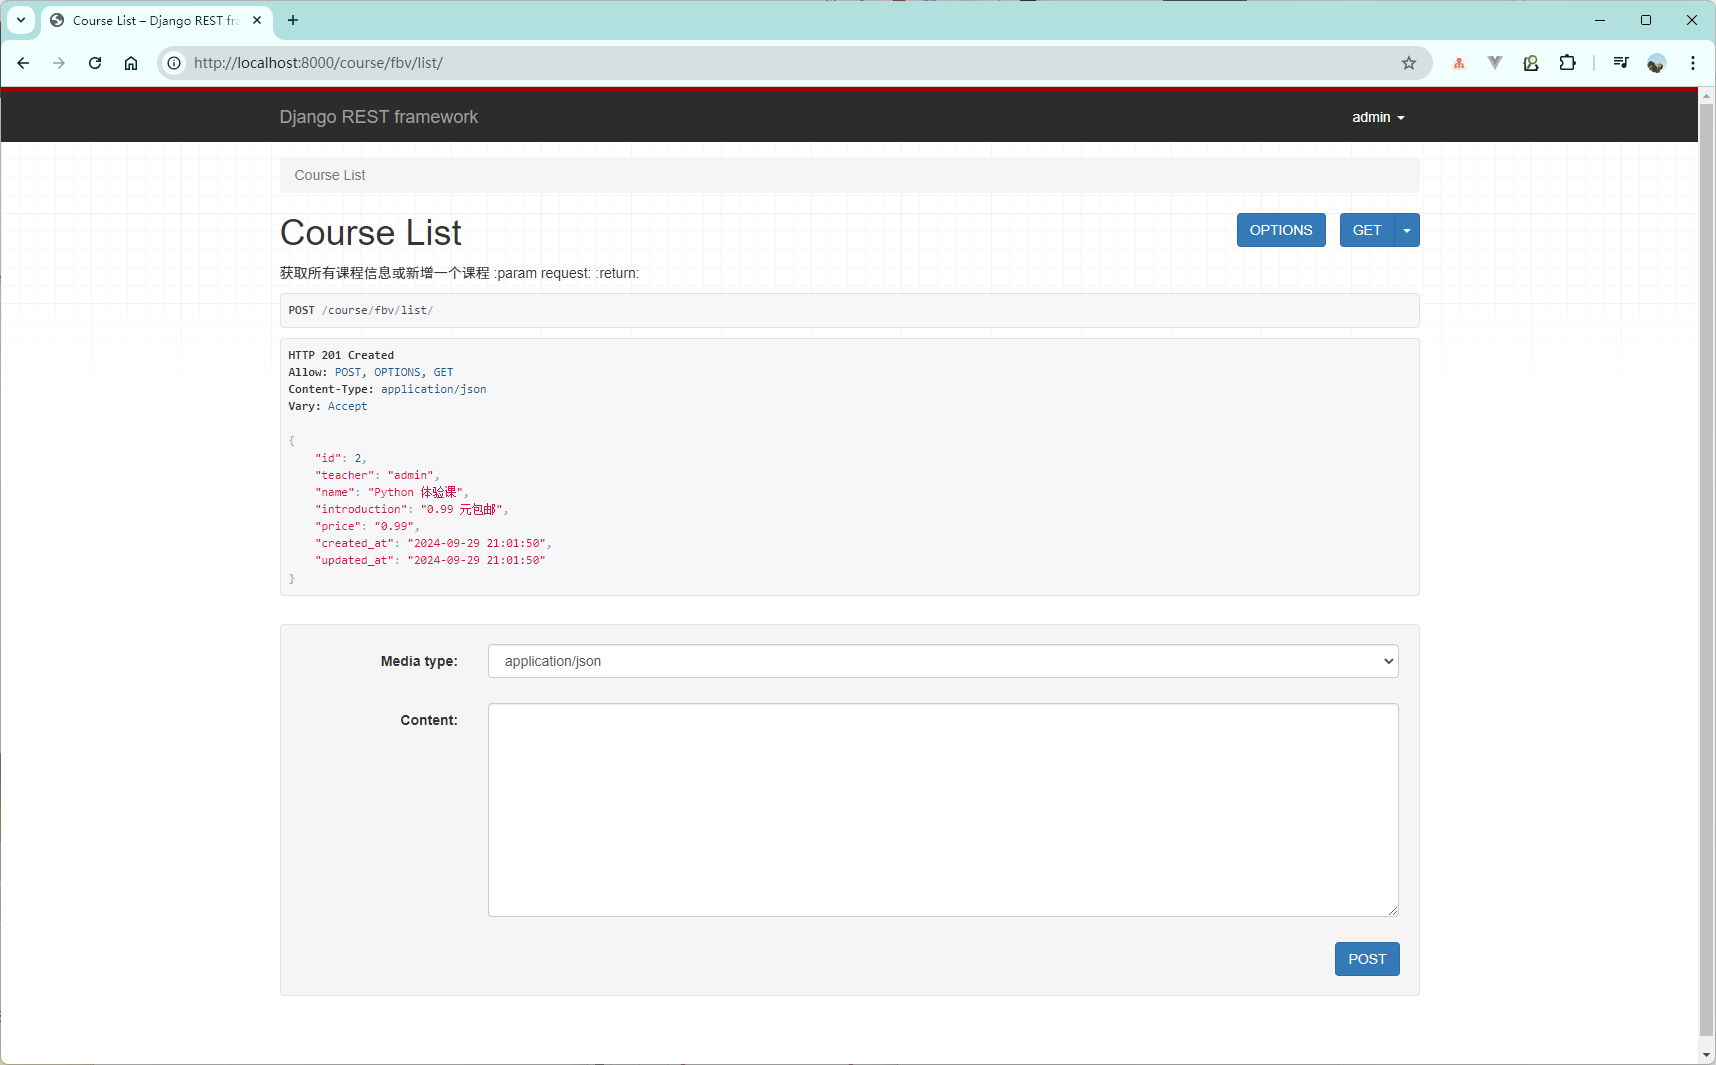 Course List – Django REST fra
http://localhost:8000/course/fbv/list/
Django REST framework
admin
Course List
Course List
OPTIONS
GET
获取所有课程信息或新增一个课程 :param request: :return:
POST /course/fbv/list/
HTTP 201 Created
Allow: POST, OPTIONS, GET
Content-Type: application/json
Vary: Accept
{
"id": 2,
"teacher": "admin",
"name": "Python 体验课",
"introduction": "0.99 元包邮",
"price": "0.99",
"created_at": "2024-09-29 21:01:50",
"updated_at": "2024-09-29 21:01:50"
}
Media type:
application/json
Content:
POST